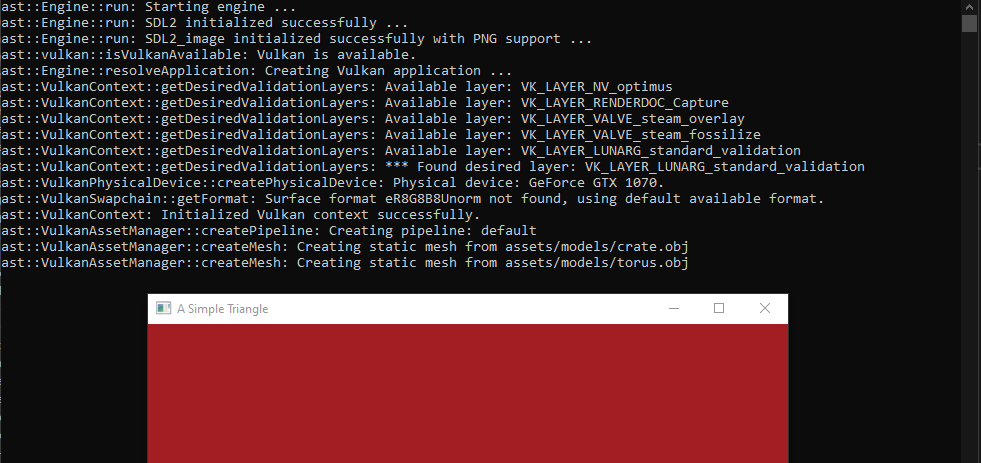 ast::Engine::run: Starting engine ...
ast::Engine::run: SDL2 initialized successfully ...
ast::Engine::run: SDL2_image initialized successfully with PNG support ...
ast::vulkan::isVulkanAvailable: Vulkan is available.
ast::Engine::resolveApplication: Creating Vulkan application ...
ast::VulkanContext::getDesiredValidationLayers: Available layer: VK_LAYER_NV_optimus
ast::VulkanContext::getDesiredValidationLayers: Available layer: VK_LAYER_RENDERDOC_Capture
ast::VulkanContext::getDesiredValidationLayers: Available layer: VK_LAYER_VALVE_steam_overlay
ast::VulkanContext::getDesiredValidationLayers: Available layer: VK_LAYER_VALVE_steam_fossilize
ast::VulkanContext::getDesiredValidationLayers: Available layer: VK_LAYER_LUNARG_standard_validation
ast::VulkanContext::getDesiredValidationLayers: *** Found desired layer: VK_LAYER_LUNARG_standard_validation
ast::VulkanPhysicalDevice::createPhysicalDevice: Physical device: GeForce GTX 1070.
ast::VulkanSwapchain::getFormat: Surface format eR8G8B8Unorm not found, using default available format.
ast::VulkanContext: Initialized Vulkan context successfully.
ast::VulkanAssetManager::createPipeline: Creating pipeline: default
ast::VulkanAssetManager::createMesh: Creating static mesh from assets/models/crate.obj
ast::VulkanAssetManager::createMesh: Creating static mesh from assets/models/torus.obj
A Simple Triangle